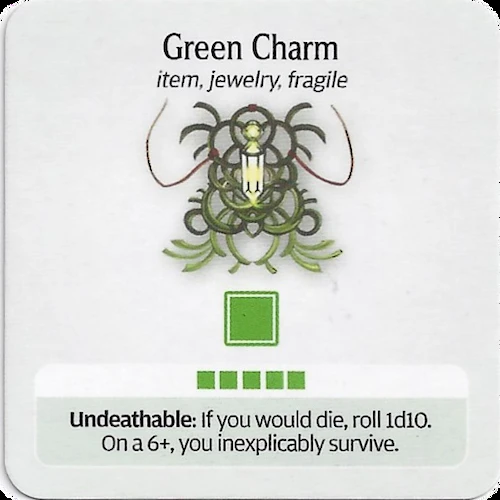 Green Charm
item, jewelry, fragile
Undeathable: If you would die, roll 1d10.
On a 6+, you inexplicably survive.